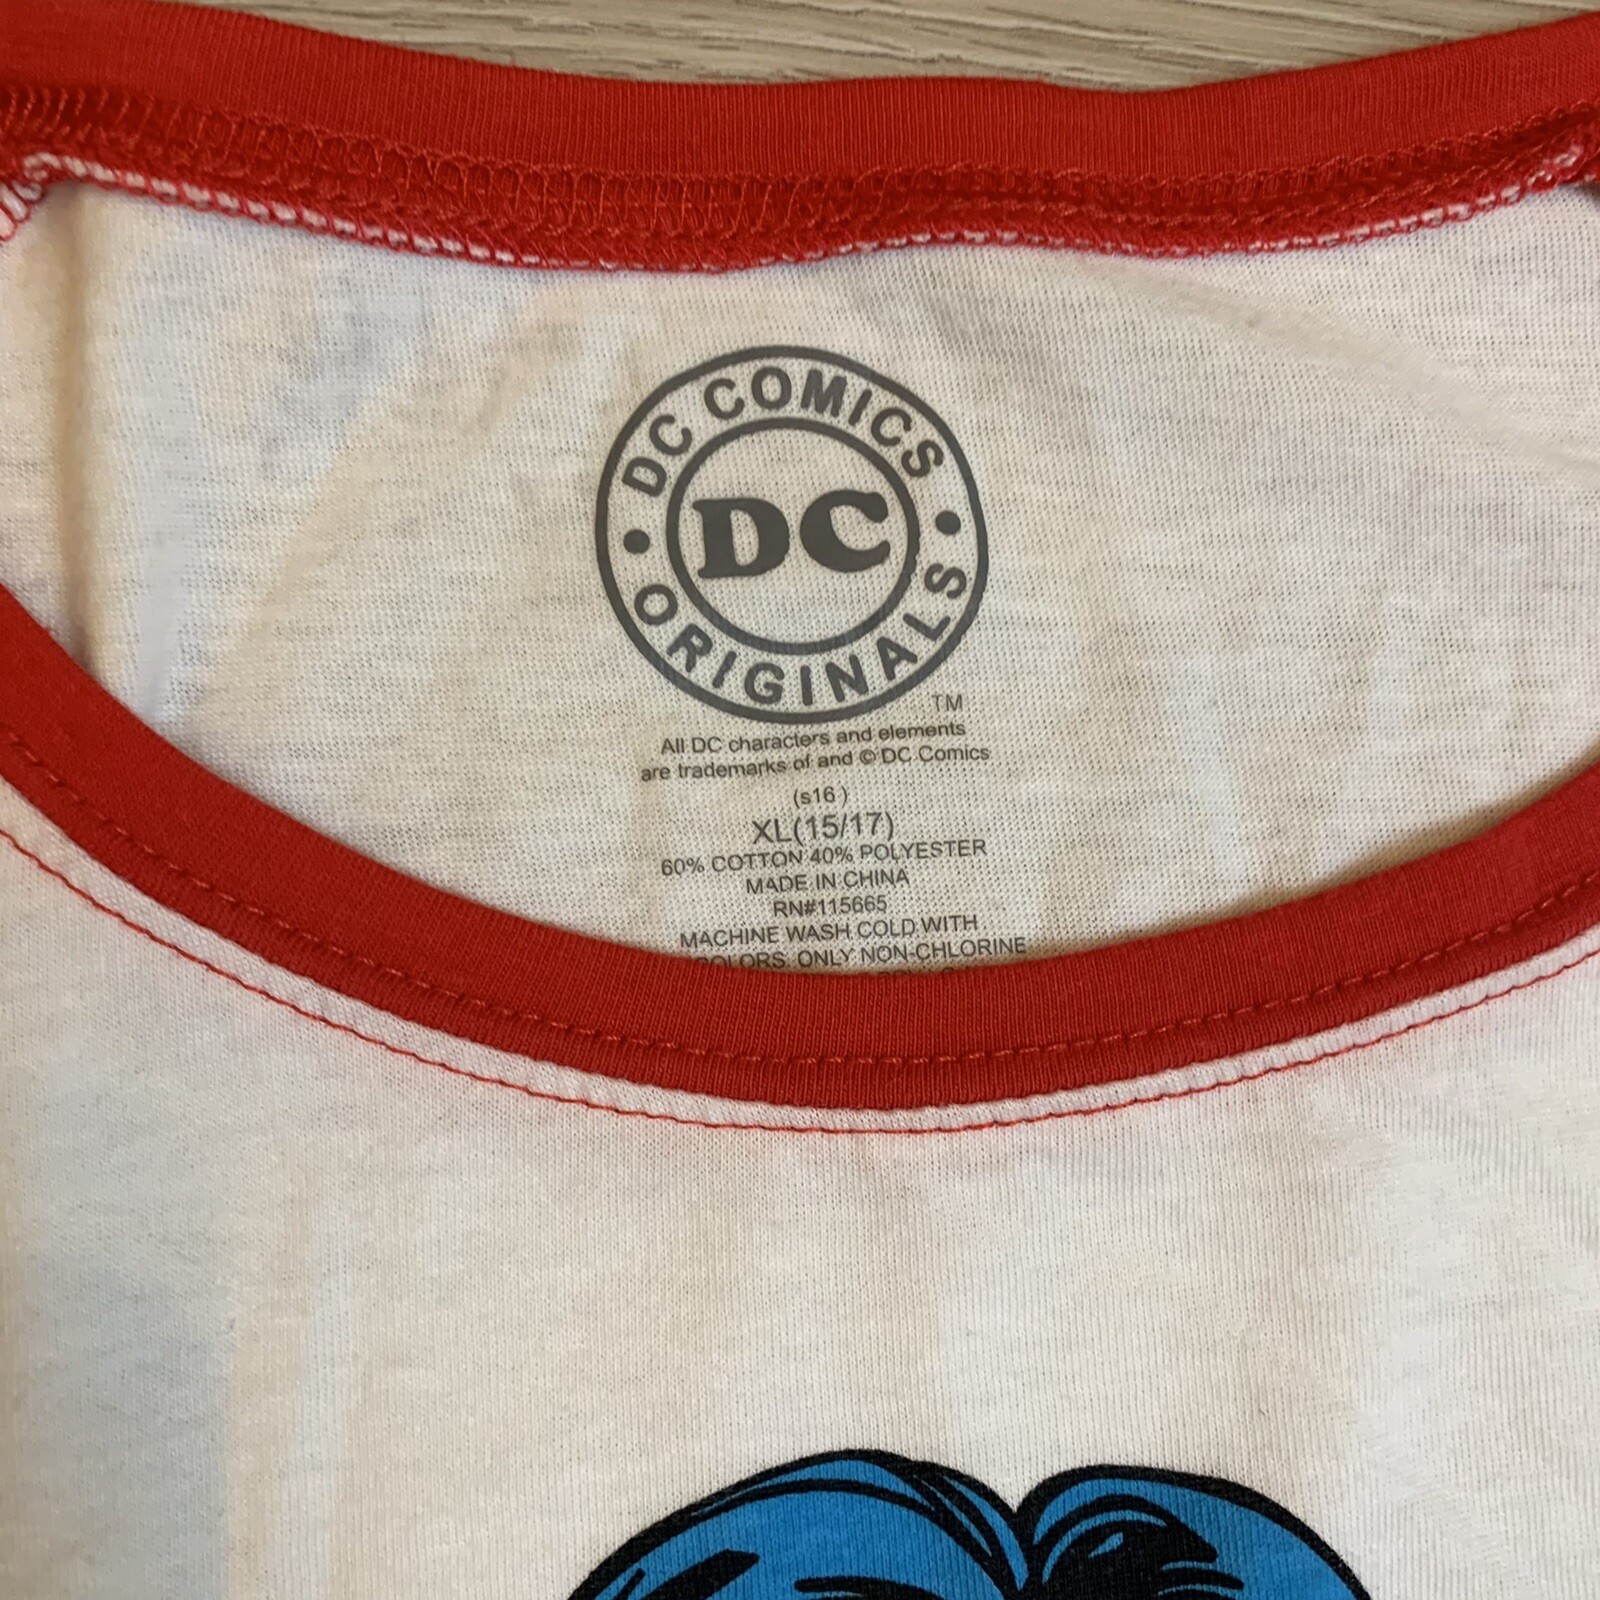 DC COMICS
DC
ORIGINALS
TM
All DC characters and elements
are trademarks of and © DC Comics
(s16 )
XL(15/17)
60% COTTON 40% POLYESTER
MADE IN CHINA
RN#115665
MACHINE WASH COLD WITH
COLORS. ONLY NON-CHLORINE